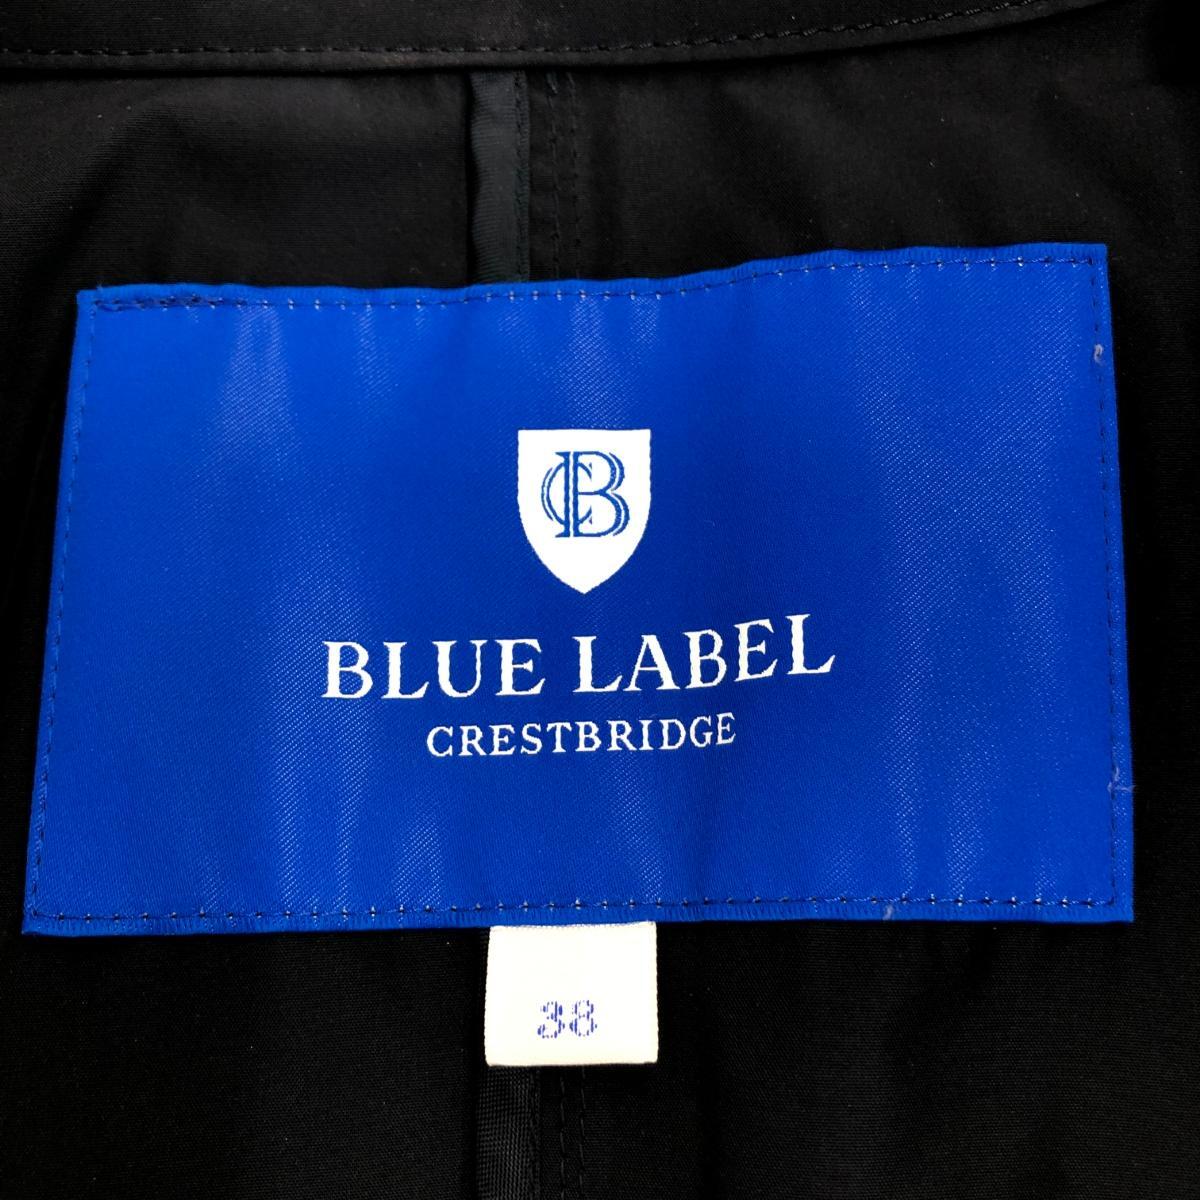 CB
BLUE LABEL
CRESTBRIDGE
38